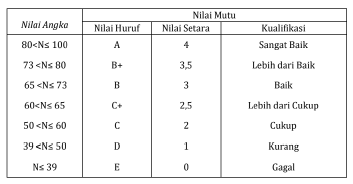 Nilai Angka Nilai Mutu
Nilai Huruf Nilai Setara Kualifikasi
80<N≤ 100 A 4 Sangat Baik
73 <N≤ 80 B+ 3,5 Lebih dari Baik
65 <N≤ 73 B 3 Baik
60<N≤ 65 C+ 2,5 Lebih dari Cukup
50 <N≤ 60 C 2 Cukup
39 <N≤ 50 D 1 Kurang
N≤ 39 E 0 Gagal